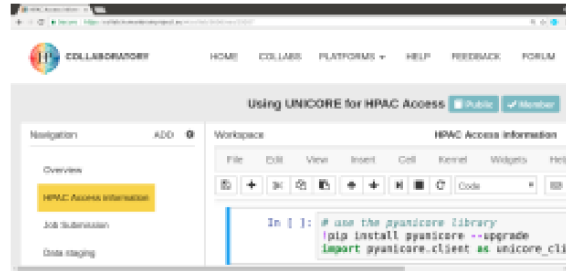 COLLABORATORY HOME COLLABS PLATFORMS HELP FEEDBACK FORUM
Using UNICORE for HPAC Access Public Member
Navigation ADD Workspace HPAC Access information
File Edit View Insert Cell Kernel Widgets Help
Overview
Code
HPAC Access information
Job Submission
In [ ]: # use the pyunicore library
!pip install pyunicore --upgrade
Data staging
import pyunicore.client as unicore_cli